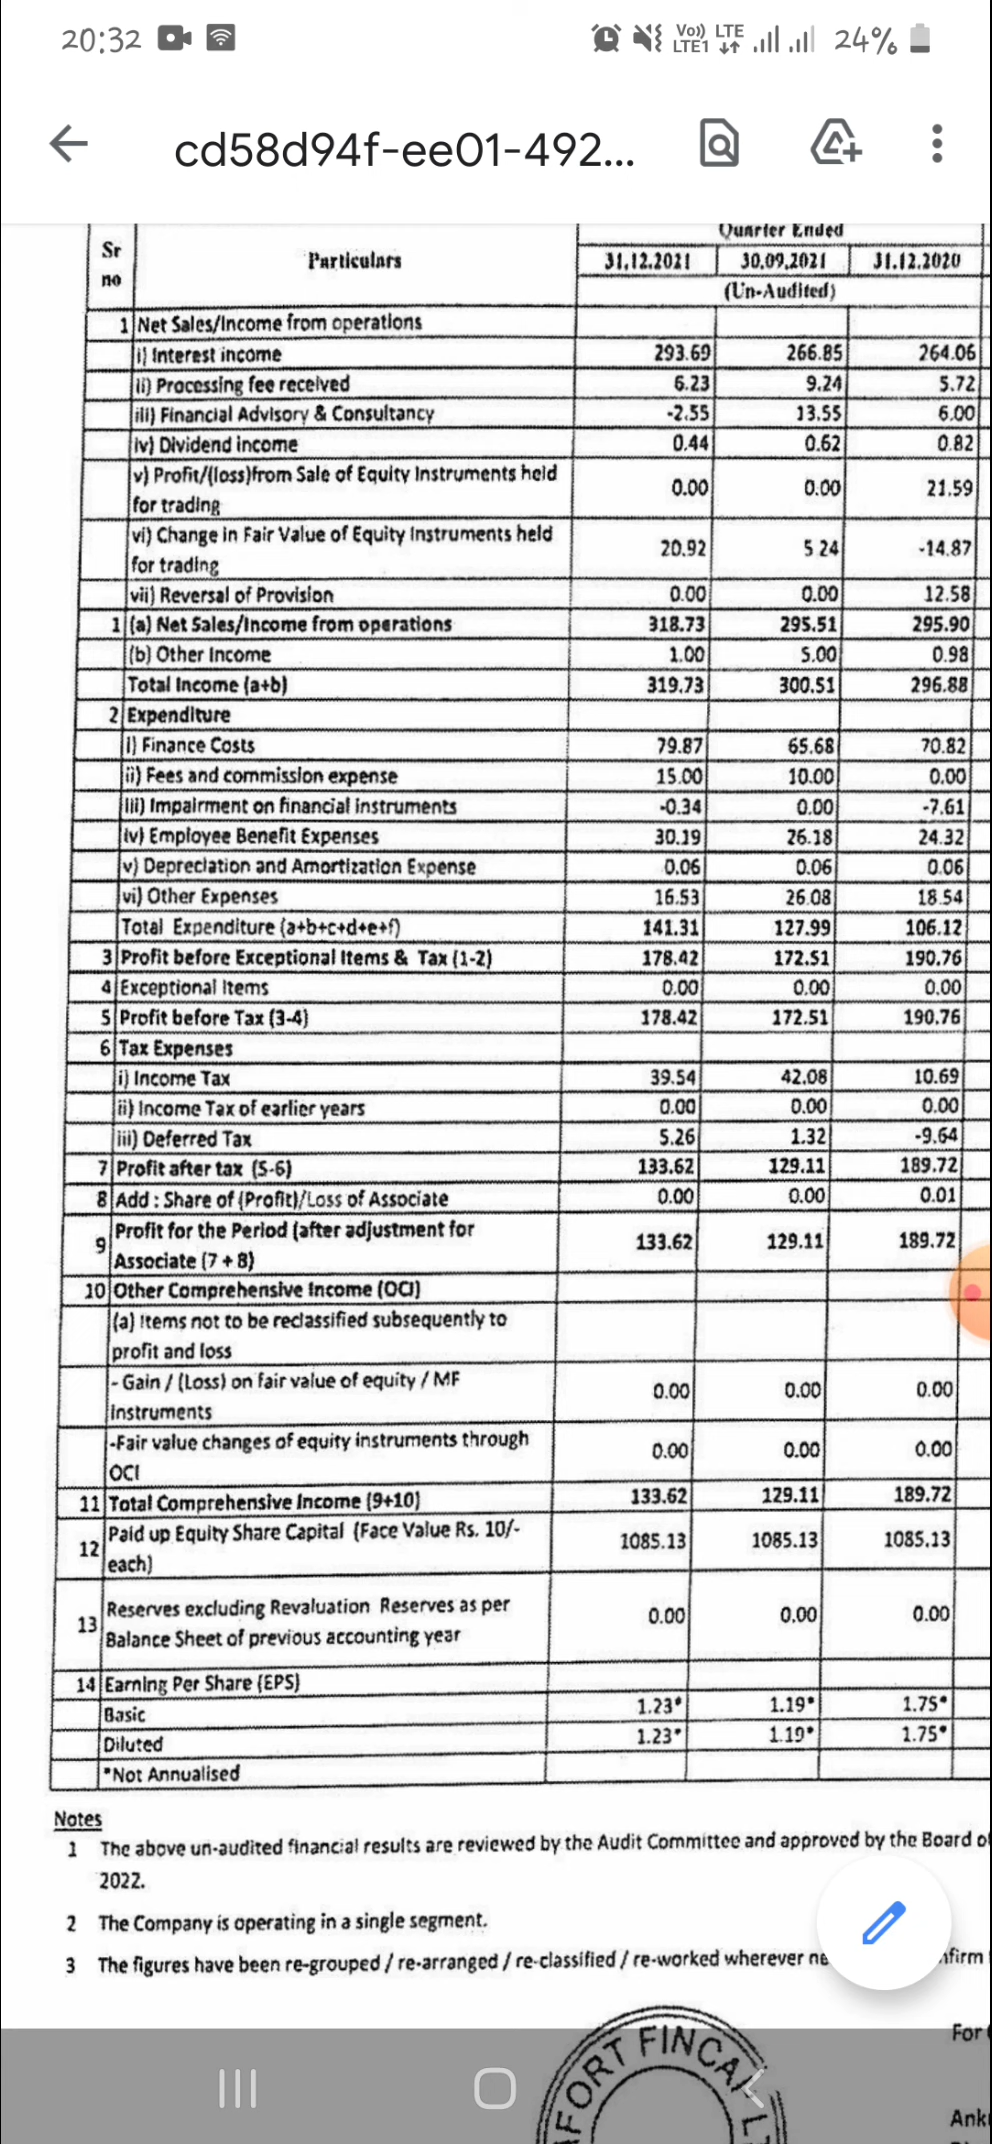 20:32 Vo)) LTE LTE1 24%
cd58d94f-ee01-492...
Quarter Ended
Sr no Particulars 31.12.2021 30.09.2021 31.12.2020
(Un-Audited)
1 Net Sales/Income from operations
i) Interest income 293.69 266.85 264.06
ii) Processing fee received 6.23 9.24 5.72
iii) Financial Advisory & Consultancy -2.55 13.55 6.00
iv) Dividend income 0.44 0.62 0.82
v) Profit/(loss)from Sale of Equity Instruments held
for trading 0.00 0.00 21.59
vi) Change in Fair Value of Equity Instruments held
for trading 20.92 5 24 -14.87
vii) Reversal of Provision 0.00 0.00 12.58
1 (a) Net Sales/Income from operations 318.73 295.51 295.90
(b) Other Income 1.00 5.00 0.98
Total Income (a+b) 319.73 300.51 296.88
2 Expenditure
i) Finance Costs 79.87 65.68 70.82
ii) Fees and commission expense 15.00 10.00 0.00
iii) Impairment on financial instruments -0.34 0.00 -7.61
iv) Employee Benefit Expenses 30.19 26.18 24.32
v) Depreciation and Amortization Expense 0.06 0.06 0.06
vi) Other Expenses 16.53 26.08 18.54
Total Expenditure (a+b+c+d+e+f) 141.31 127.99 106.12
3 Profit before Exceptional Items & Tax (1-2) 178.42 172.51 190.76
4 Exceptional Items 0.00 0.00 0.00
5 Profit before Tax (3-4) 178.42 172.51 190.76
6 Tax Expenses
i) Income Tax 39.54 42.08 10.69
ii) Income Tax of earlier years 0.00 0.00 0.00
iii) Deferred Tax 5.26 1.32 -9.64
7 Profit after tax (5-6) 133.62 129.11 189.72
8 Add : Share of (Profit)/Loss of Associate 0.00 0.00 0.01
9 Profit for the Period (after adjustment for
Associate (7 + 8) 133.62 129.11 189.72
10 Other Comprehensive Income (OCI)
(a) Items not to be reclassified subsequently to
profit and loss
- Gain / (Loss) on fair value of equity / MF
instruments 0.00 0.00 0.00
-Fair value changes of equity instruments through
OCI 0.00 0.00 0.00
11 Total Comprehensive Income (9+10) 133.62 129.11 189.72
12 Paid up Equity Share Capital (Face Value Rs. 10/-
each) 1085.13 1085.13 1085.13
13 Reserves excluding Revaluation Reserves as per
Balance Sheet of previous accounting year 0.00 0.00 0.00
14 Earning Per Share (EPS)
Basic 1.23* 1.19* 1.75*
Diluted 1.23* 1.19* 1.75*
*Not Annualised
Notes
1 The above un-audited financial results are reviewed by the Audit Committee and approved by the Board
2022.
2 The Company is operating in a single segment.
3 The figures have been re-grouped / re-arranged / re-classified / re-worked wherever
For
FORT FINCA